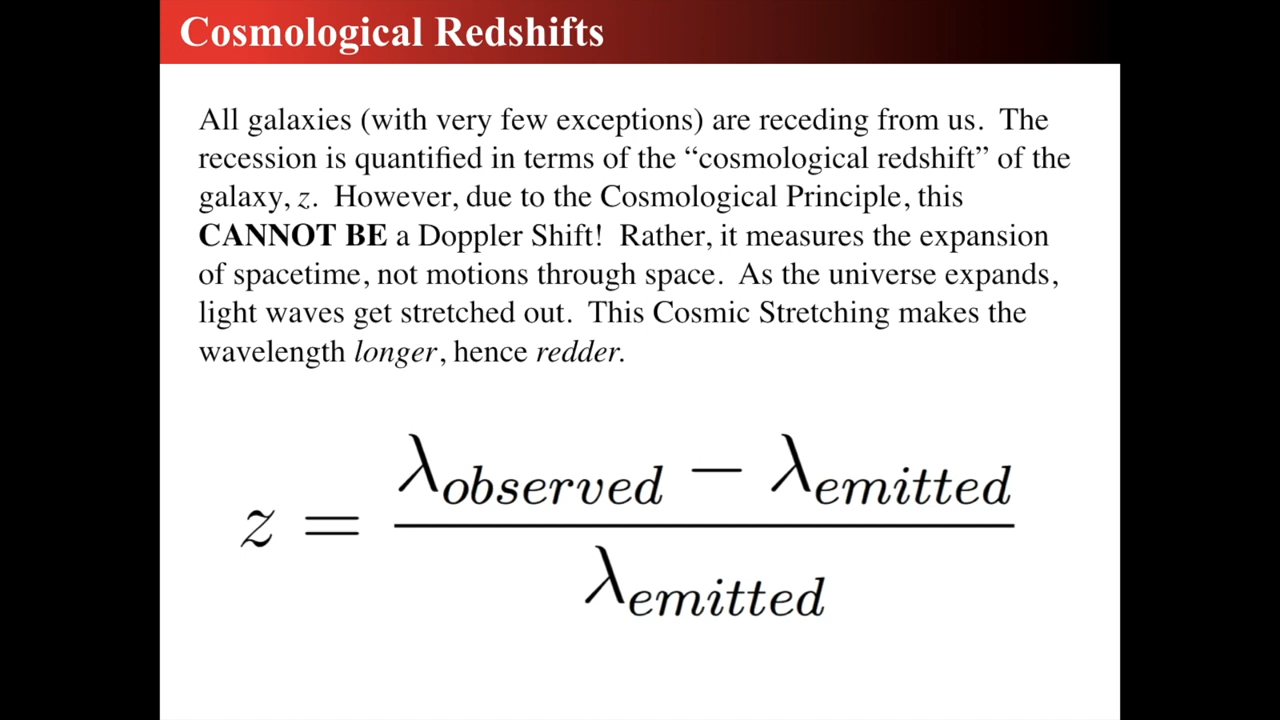 Cosmological Redshifts
All galaxies (with very few exceptions) are receding from us.  The
recession is quantified in terms of the “cosmological redshift” of the
galaxy, z.  However, due to the Cosmological Principle, this
CANNOT BE a Doppler Shift!  Rather, it measures the expansion
of spacetime, not motions through space.  As the universe expands,
light waves get stretched out.  This Cosmic Stretching makes the
wavelength longer, hence redder.
λobserved − λemitted
z =
λemitted